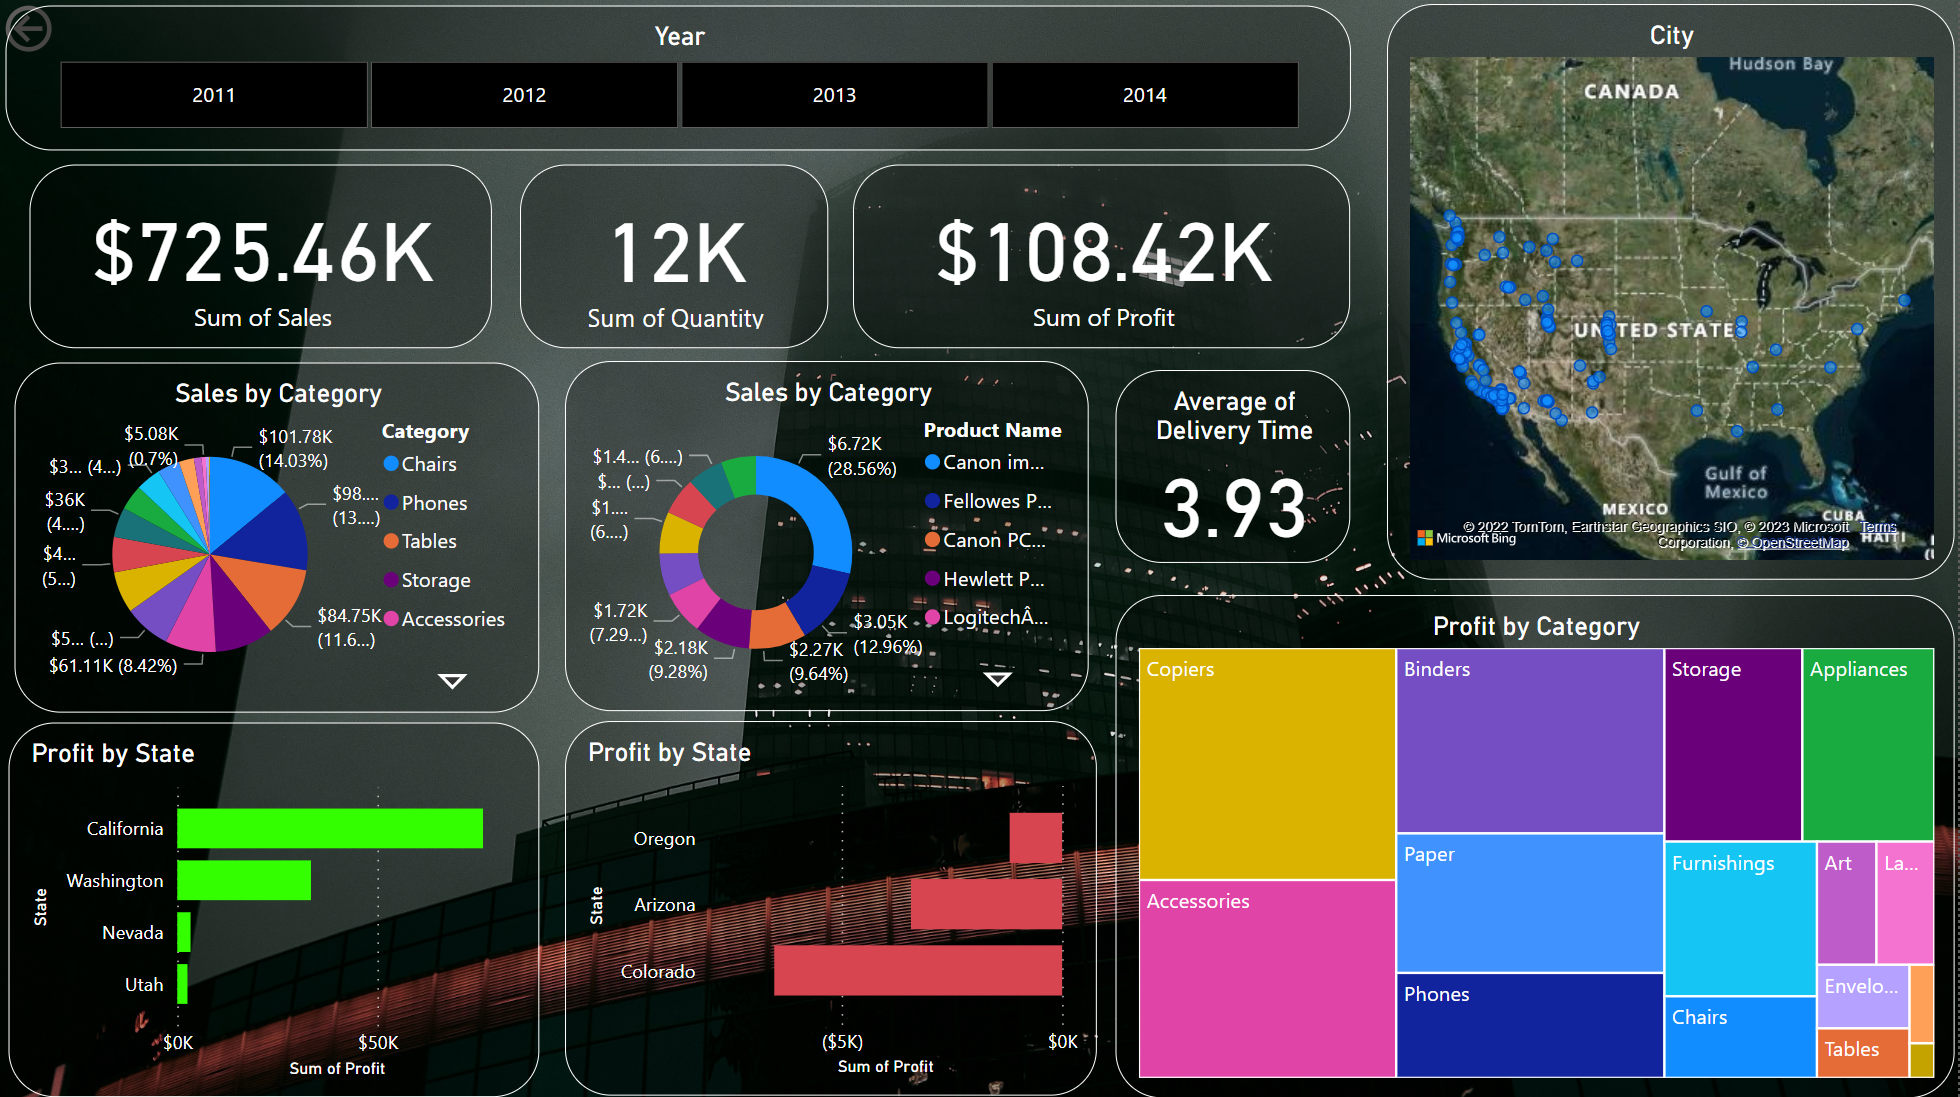 Year
2011
2012
2013
2014
City
Hudson Bay
CANADA
UNITED STATES
Gulf of
Mexico
MEXICO
CUBA
HAITI
© 2022 TomTom, Earthstar Geographics SIO, © 2023 Microsoft Terms
Corporation, © OpenStreetMap
Microsoft Bing
$725.46K
Sum of Sales
12K
Sum of Quantity
$108.42K
Sum of Profit
Sales by Category
$5.08K
(0.7%)
$101.78K
(14.03%)
$3... (4...)
$98....
(13....)
$36K
(4....)
$4...
(5...)
$84.75K
(11.6...)
$5... (...)
$61.11K (8.42%)
Category
Chairs
Phones
Tables
Storage
Accessories
Sales by Category
$6.72K
(28.56%)
$1.4... (6....)
$... (...)
$1....
(6....)
$1.72K
(7.29...)
$2.18K
(9.28%)
$2.27K
(9.64%)
$3.05K
(12.96%)
Product Name
Canon im...
Fellowes P...
Canon PC...
Hewlett P...
LogitechÂ...
Average of
Delivery Time
3.93
Profit by State
State
California
Washington
Nevada
Utah
$0K
$50K
Sum of Profit
Profit by State
State
Oregon
Arizona
Colorado
($5K)
$0K
Sum of Profit
Profit by Category
Copiers
Binders
Storage
Appliances
Paper
Furnishings
Art
La...
Accessories
Phones
Chairs
Envelo...
Tables